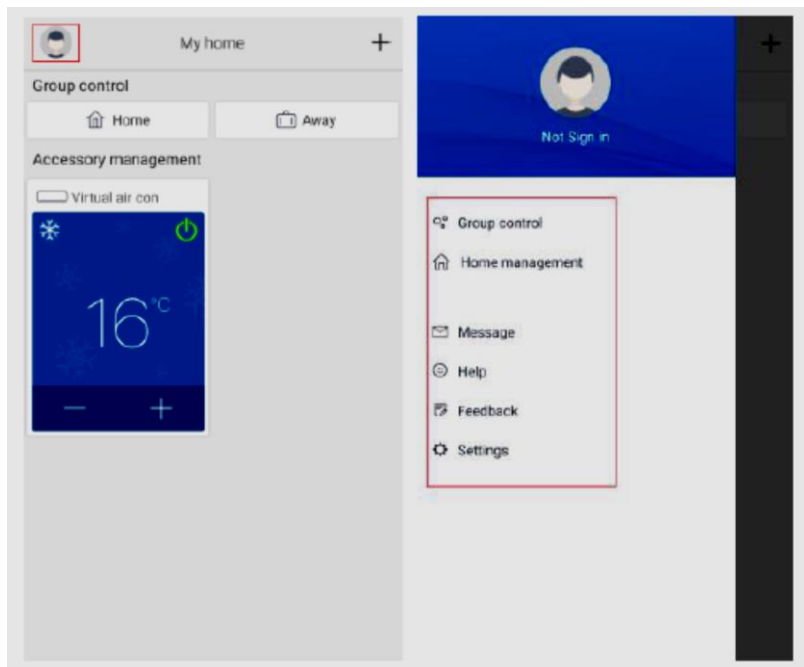 My home
Group control
Home
Away
Accessory management
Virtual air con
16°C
Not Sign in
Group control
Home management
Message
Help
Feedback
Settings